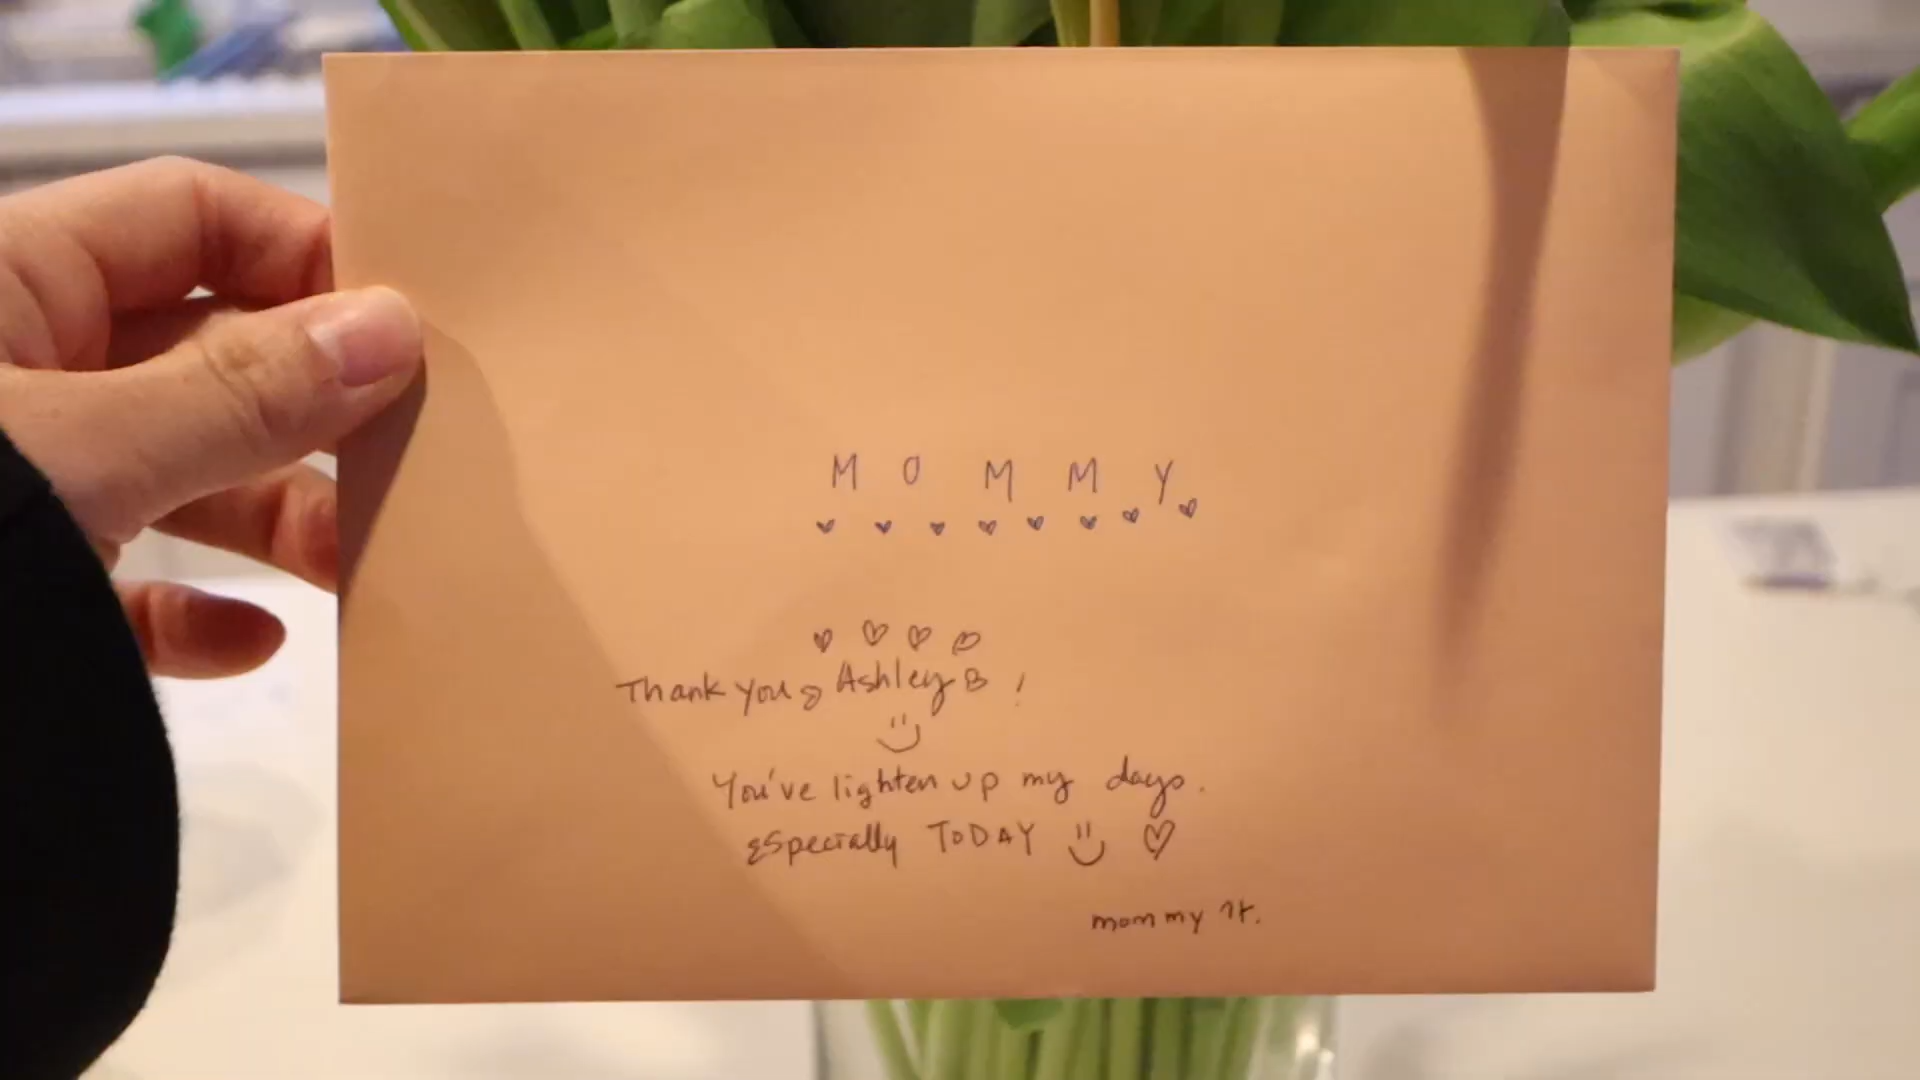 MOMMY
Thank you Ashley B !
You've lighten up my days.
Especially TODAY
mommy 가.